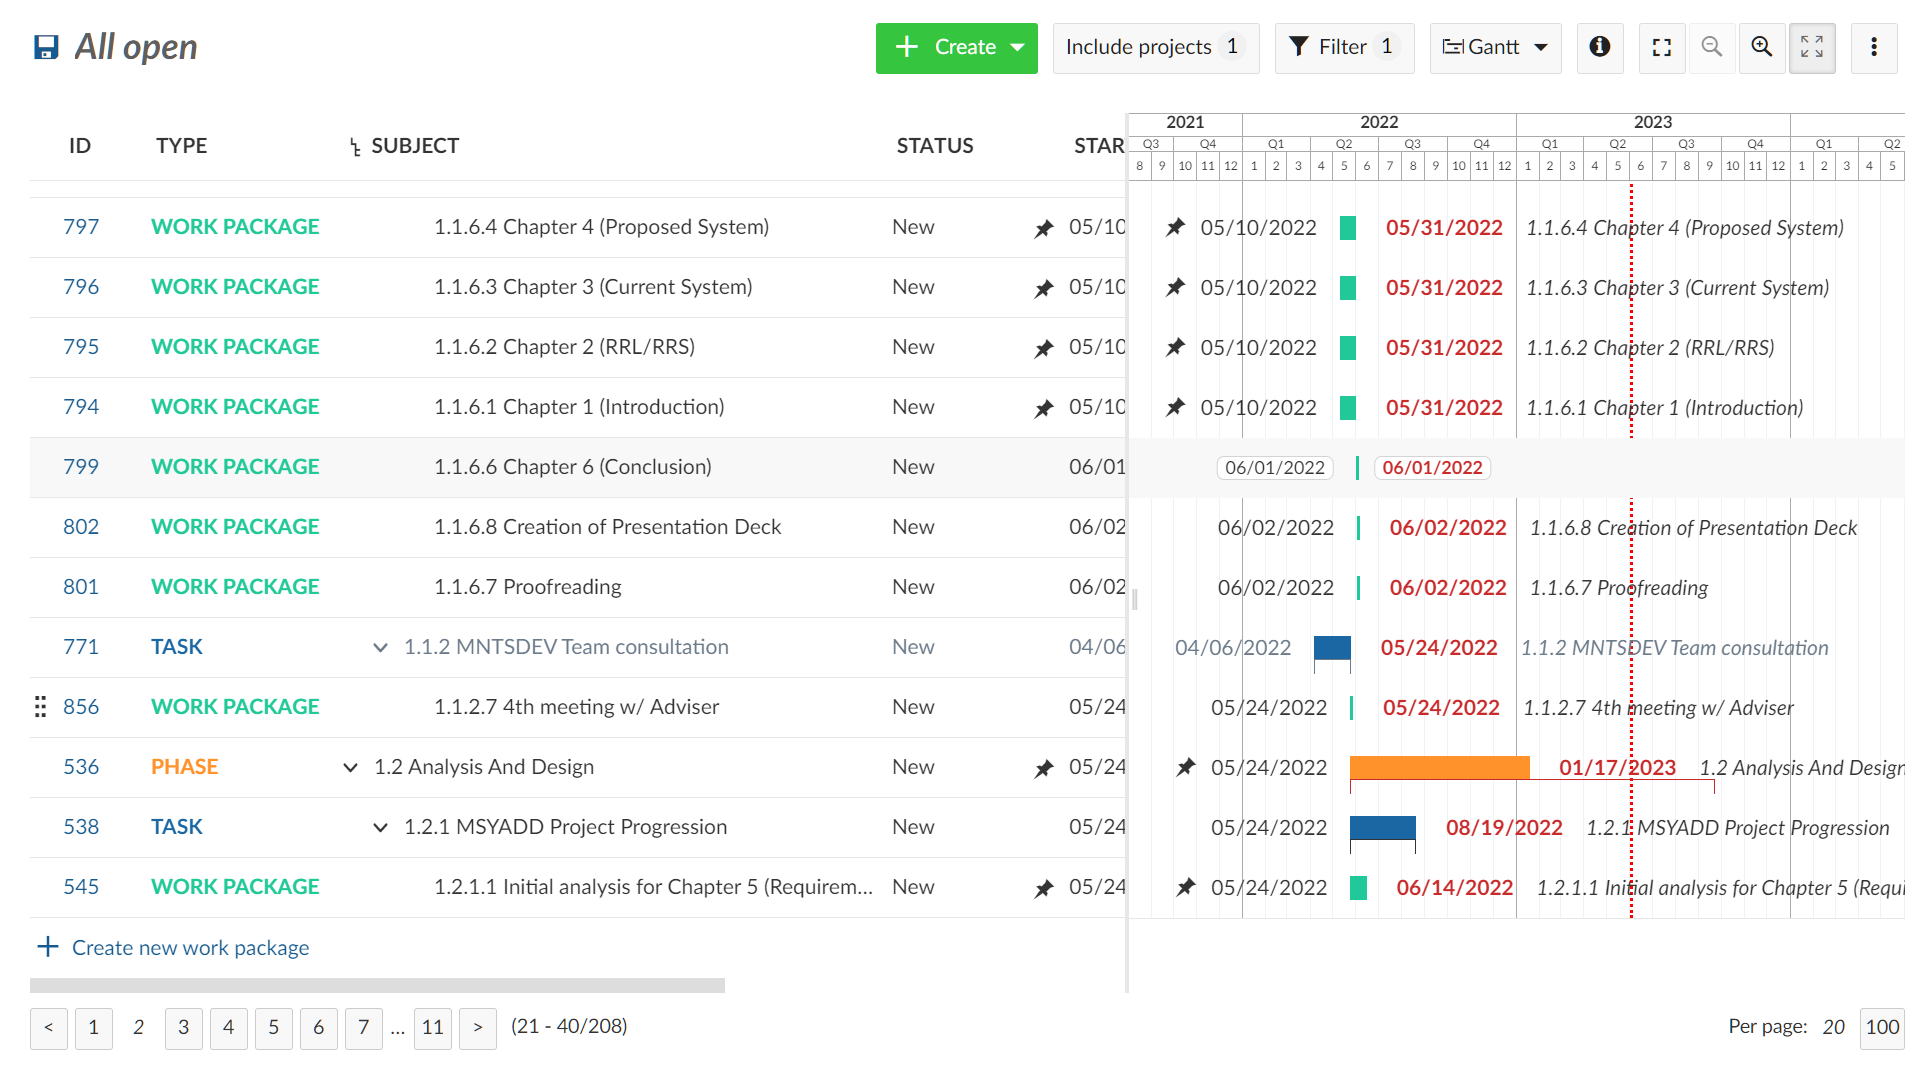 All open
Create
Include projects 1
Filter 1
Gantt
ID TYPE SUBJECT STATUS STAR
2021 2022 2023
Q3 Q4 Q1 Q2 Q3 Q4 Q1 Q2 Q3 Q4 Q1 Q2
8 9 10 11 12 1 2 3 4 5 6 7 8 9 10 11 12 1 2 3 4 5 6 7 8 9 10 11 12 1 2 3 4 5
797 WORK PACKAGE 1.1.6.4 Chapter 4 (Proposed System) New 05/10 05/10/2022 05/31/2022 1.1.6.4 Chapter 4 (Proposed System)
796 WORK PACKAGE 1.1.6.3 Chapter 3 (Current System) New 05/10 05/10/2022 05/31/2022 1.1.6.3 Chapter 3 (Current System)
795 WORK PACKAGE 1.1.6.2 Chapter 2 (RRL/RRS) New 05/10 05/10/2022 05/31/2022 1.1.6.2 Chapter 2 (RRL/RRS)
794 WORK PACKAGE 1.1.6.1 Chapter 1 (Introduction) New 05/10 05/10/2022 05/31/2022 1.1.6.1 Chapter 1 (Introduction)
799 WORK PACKAGE 1.1.6.6 Chapter 6 (Conclusion) New 06/01 06/01/2022 06/01/2022
802 WORK PACKAGE 1.1.6.8 Creation of Presentation Deck New 06/02 06/02/2022 06/02/2022 1.1.6.8 Creation of Presentation Deck
801 WORK PACKAGE 1.1.6.7 Proofreading New 06/02 06/02/2022 06/02/2022 1.1.6.7 Proofreading
771 TASK 1.1.2 MNTSDEV Team consultation New 04/06 04/06/2022 05/24/2022 1.1.2 MNTSDEV Team consultation
856 WORK PACKAGE 1.1.2.7 4th meeting w/ Adviser New 05/24 05/24/2022 05/24/2022 1.1.2.7 4th meeting w/ Adviser
536 PHASE 1.2 Analysis And Design New 05/24 05/24/2022 01/17/2023 1.2 Analysis And Design
538 TASK 1.2.1 MSYADD Project Progression New 05/24 05/24/2022 08/19/2022 1.2.1 MSYADD Project Progression
545 WORK PACKAGE 1.2.1.1 Initial analysis for Chapter 5 (Requirem... New 05/24 05/24/2022 06/14/2022 1.2.1.1 Initial analysis for Chapter 5 (Requi
Create new work package
< 1 2 3 4 5 6 7 ... 11 > (21 - 40/208)
Per page: 20 100